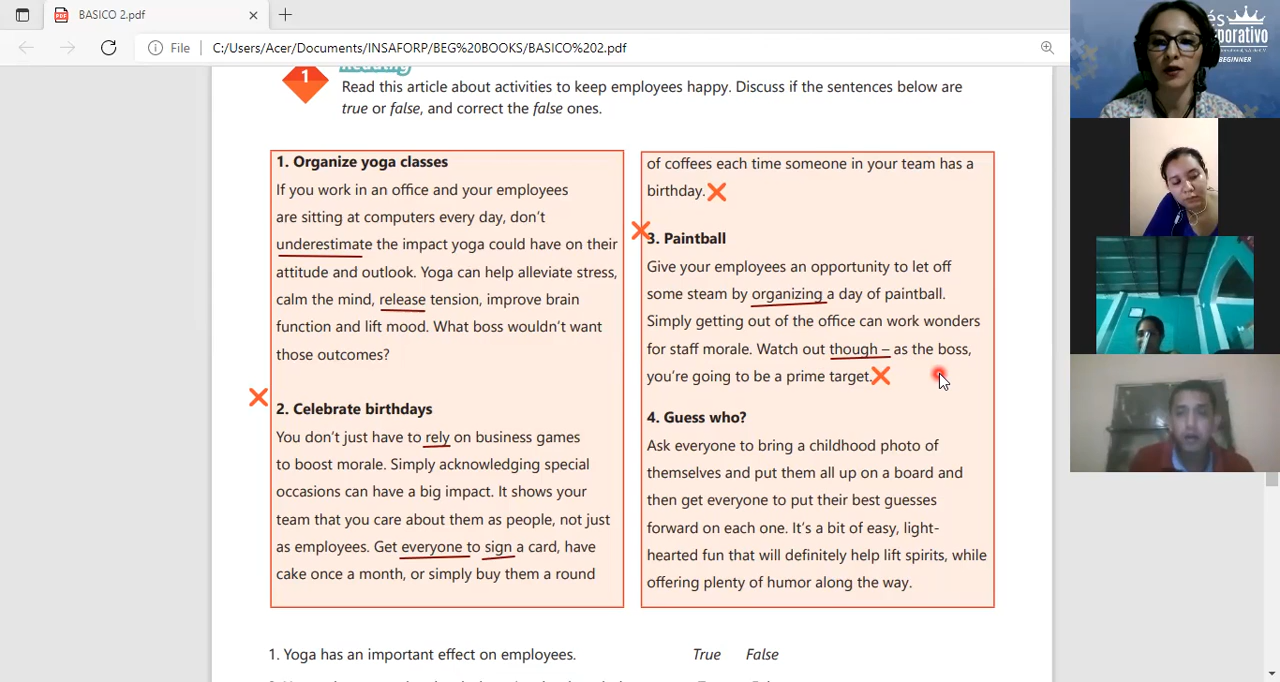 BASICO 2.pdf
File
C:/Users/Acer/Documents/INSAFORP/BEG%20BOOKS/BASICO%202.pdf
1
Read this article about activities to keep employees happy. Discuss if the sentences below are
true or false, and correct the false ones.
1. Organize yoga classes
If you work in an office and your employees
are sitting at computers every day, don't
underestimate the impact yoga could have on their
attitude and outlook. Yoga can help alleviate stress,
calm the mind, release tension, improve brain
function and lift mood. What boss wouldn't want
those outcomes?
2. Celebrate birthdays
You don't just have to rely on business games
to boost morale. Simply acknowledging special
occasions can have a big impact. It shows your
team that you care about them as people, not just
as employees. Get everyone to sign a card, have
cake once a month, or simply buy them a round
of coffees each time someone in your team has a
birthday.
3. Paintball
Give your employees an opportunity to let off
some steam by organizing a day of paintball.
Simply getting out of the office can work wonders
for staff morale. Watch out though – as the boss,
you're going to be a prime target.
4. Guess who?
Ask everyone to bring a childhood photo of
themselves and put them all up on a board and
then get everyone to put their best guesses
forward on each one. It's a bit of easy, light-
hearted fun that will definitely help lift spirits, while
offering plenty of humor along the way.
1. Yoga has an important effect on employees. True False
BEGINNER